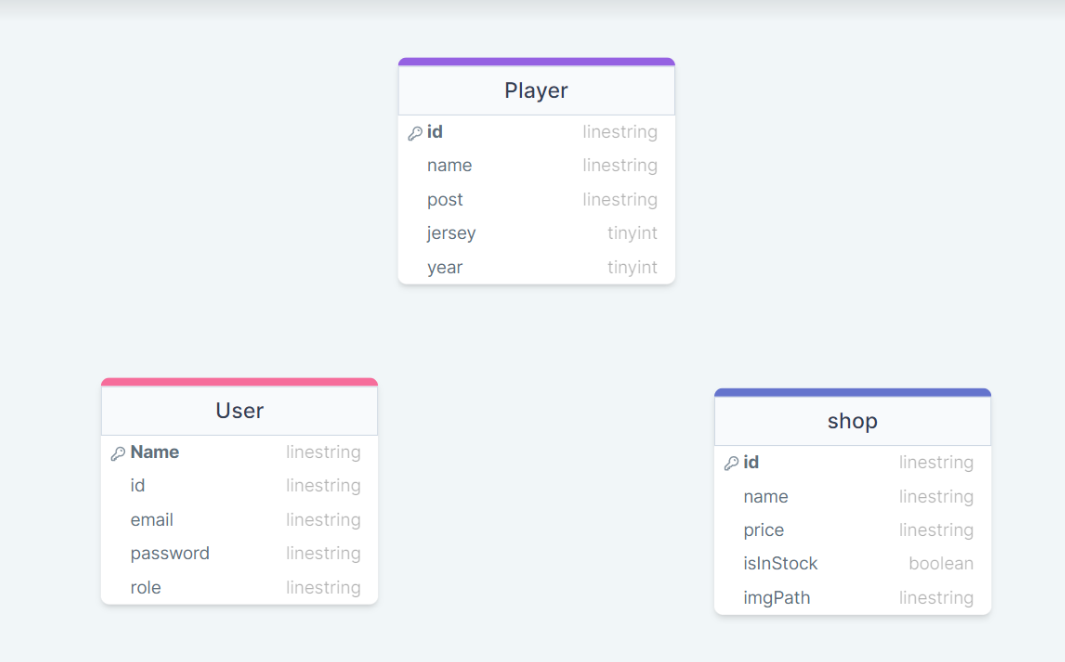 Player
id linestring
name linestring
post linestring
jersey tinyint
year tinyint
User
Name linestring
id linestring
email linestring
password linestring
role linestring
shop
id linestring
name linestring
price linestring
isInStock boolean
imgPath linestring